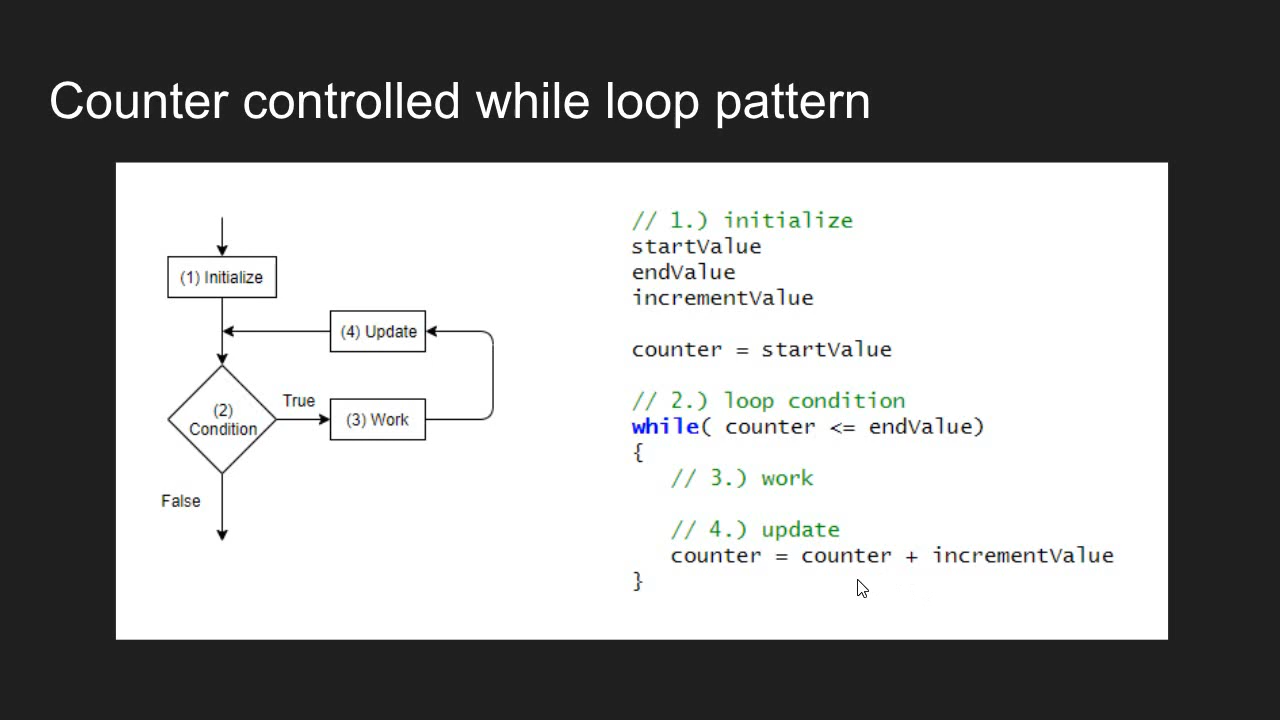 Counter controlled while loop pattern
(1) Initialize
(4) Update
(2)
Condition
True
(3) Work
False
// 1.) initialize
startValue
endValue
incrementValue
counter = startValue
// 2.) loop condition
while( counter <= endValue)
{
// 3.) work
// 4.) update
counter = counter + incrementValue
}